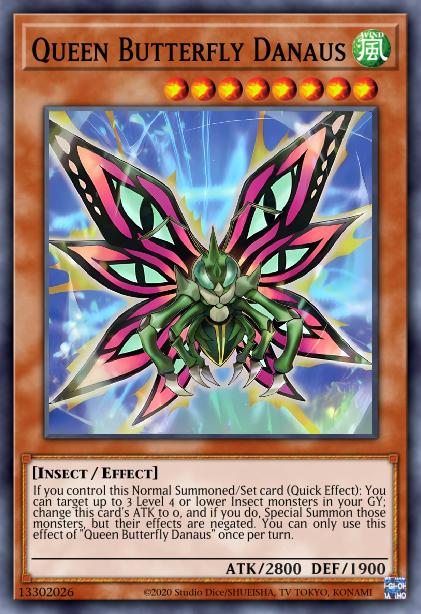 QUEEN BUTTERFLY DANAUS
WIND
風
[INSECT / EFFECT]
If you control this Normal Summoned/Set card (Quick Effect): You
can target up to 3 Level 4 or lower Insect monsters in your GY;
change this card's ATK to 0, and if you do, Special Summon those
monsters, but their effects are negated. You can only use this
effect of "Queen Butterfly Danaus" once per turn.
ATK/2800 DEF/1900
13302026
©2020 Studio Dice/SHUEISHA, TV TOKYO, KONAMI